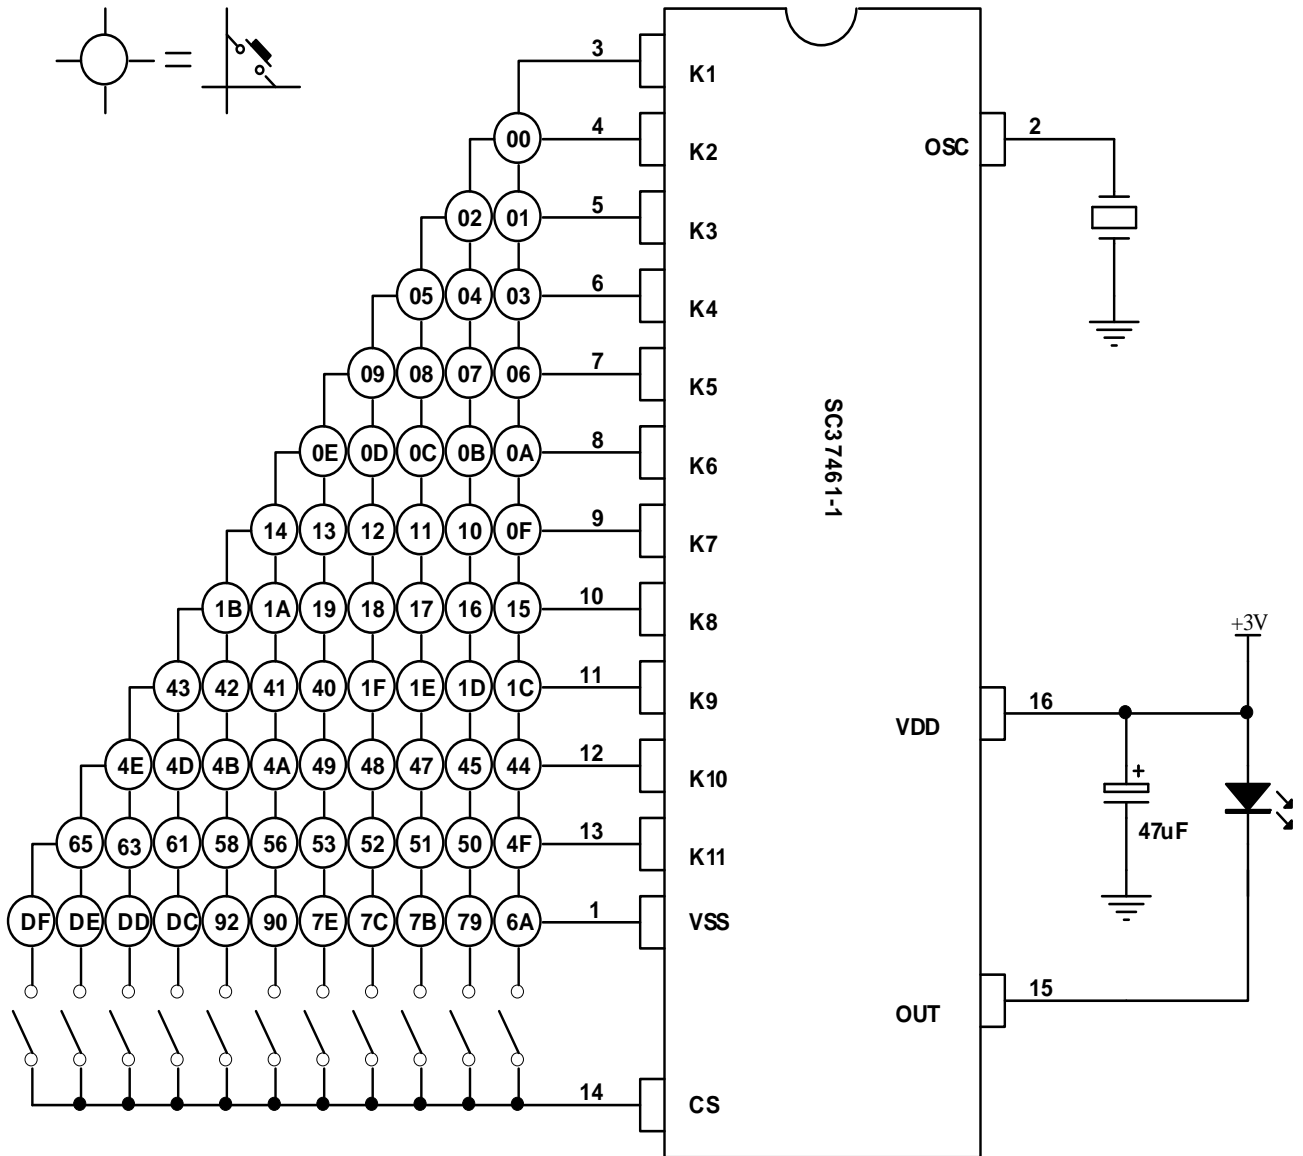 3
K1
00 4
K2
OSC
2
02 01 5
K3
05 04 03 6
K4
09 08 07 06 7
K5
0E 0D 0C 0B 0A 8
K6
SC37461-1
14 13 12 11 10 0F 9
K7
1B 1A 19 18 17 16 15 10
K8
+3V
43 42 41 40 1F 1E 1D 1C 11
K9
16
VDD
4E 4D 4B 4A 49 48 47 45 44 12
K10
+
47uF
65 63 61 58 56 53 52 51 50 4F 13
K11
DF DE DD DC 92 90 7E 7C 7B 79 6A 1
VSS
15
OUT
14
CS